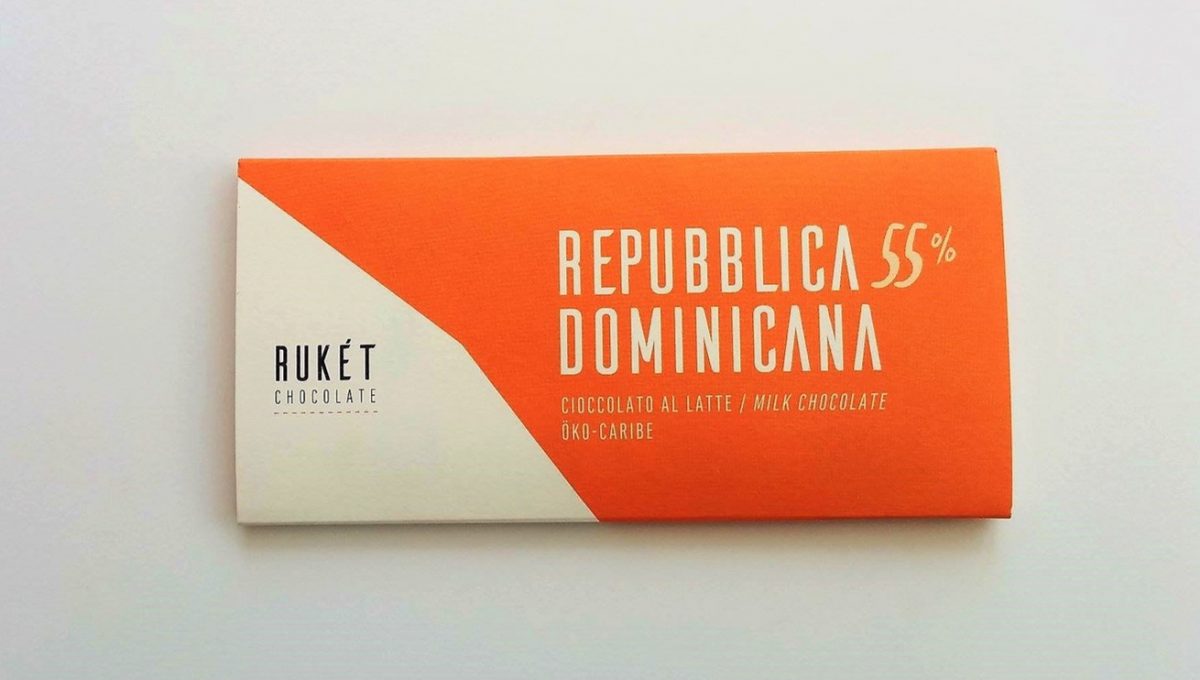 RUKÉT
CHOCOLATE
REPUBBLICA 55%
DOMINICANA
CIOCCOLATO AL LATTE / MILK CHOCOLATE
ÖKO-CARIBE